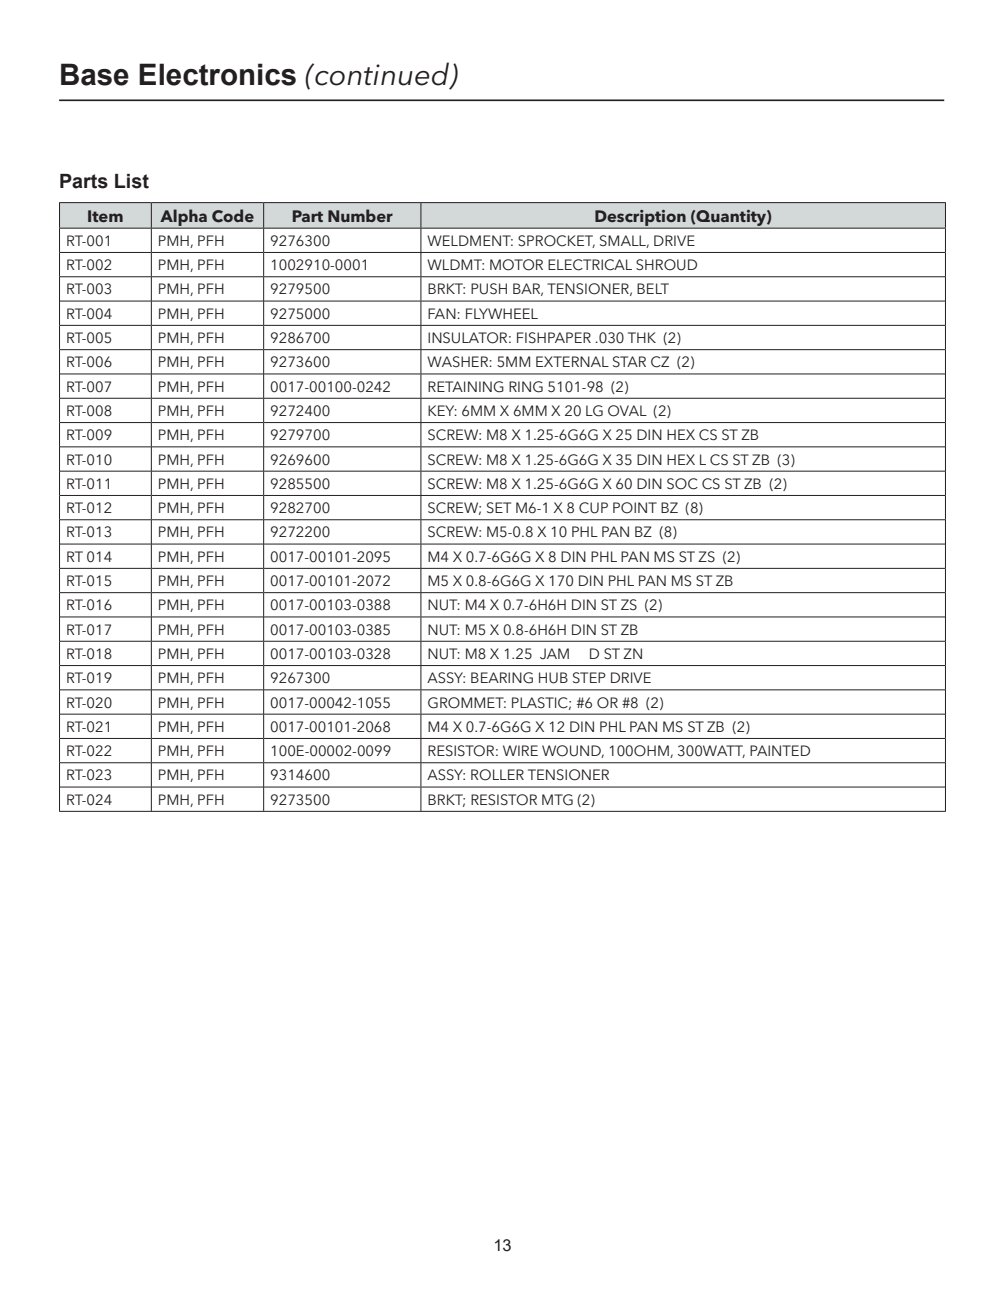 Base Electronics (continued)
Parts List
Item Alpha Code Part Number Description (Quantity)
RT-001 PMH, PFH 9276300 WELDMENT: SPROCKET, SMALL, DRIVE
RT-002 PMH, PFH 1002910-0001 WLDMT: MOTOR ELECTRICAL SHROUD
RT-003 PMH, PFH 9279500 BRKT: PUSH BAR, TENSIONER, BELT
RT-004 PMH, PFH 9275000 FAN: FLYWHEEL
RT-005 PMH, PFH 9286700 INSULATOR: FISHPAPER .030 THK (2)
RT-006 PMH, PFH 9273600 WASHER: 5MM EXTERNAL STAR CZ (2)
RT-007 PMH, PFH 0017-00100-0242 RETAINING RING 5101-98 (2)
RT-008 PMH, PFH 9272400 KEY: 6MM X 6MM X 20 LG OVAL (2)
RT-009 PMH, PFH 9279700 SCREW: M8 X 1.25-6G6G X 25 DIN HEX CS ST ZB
RT-010 PMH, PFH 9269600 SCREW: M8 X 1.25-6G6G X 35 DIN HEX L CS ST ZB (3)
RT-011 PMH, PFH 9285500 SCREW: M8 X 1.25-6G6G X 60 DIN SOC CS ST ZB (2)
RT-012 PMH, PFH 9282700 SCREW; SET M6-1 X 8 CUP POINT BZ (8)
RT-013 PMH, PFH 9272200 SCREW: M5-0.8 X 10 PHL PAN BZ (8)
RT 014 PMH, PFH 0017-00101-2095 M4 X 0.7-6G6G X 8 DIN PHL PAN MS ST ZS (2)
RT-015 PMH, PFH 0017-00101-2072 M5 X 0.8-6G6G X 170 DIN PHL PAN MS ST ZB
RT-016 PMH, PFH 0017-00103-0388 NUT: M4 X 0.7-6H6H DIN ST ZS (2)
RT-017 PMH, PFH 0017-00103-0385 NUT: M5 X 0.8-6H6H DIN ST ZB
RT-018 PMH, PFH 0017-00103-0328 NUT: M8 X 1.25 JAM D ST ZN
RT-019 PMH, PFH 9267300 ASSY: BEARING HUB STEP DRIVE
RT-020 PMH, PFH 0017-00042-1055 GROMMET: PLASTIC; #6 OR #8 (2)
RT-021 PMH, PFH 0017-00101-2068 M4 X 0.7-6G6G X 12 DIN PHL PAN MS ST ZB (2)
RT-022 PMH, PFH 100E-00002-0099 RESISTOR: WIRE WOUND, 100OHM, 300WATT, PAINTED
RT-023 PMH, PFH 9314600 ASSY: ROLLER TENSIONER
RT-024 PMH, PFH 9273500 BRKT; RESISTOR MTG (2)
13